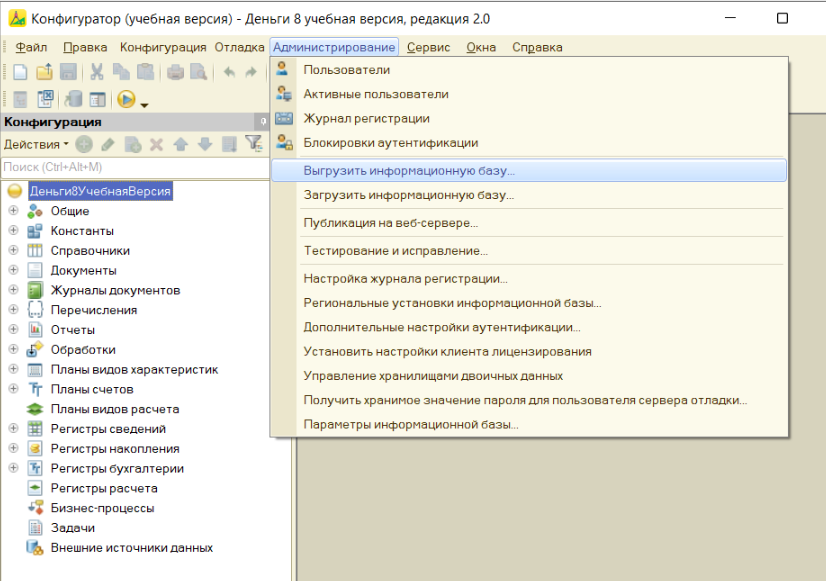 Конфигуратор (учебная версия) - Деньги 8 учебная версия, редакция 2.0
Файл Правка Конфигурация Отладка Администрирование Сервис Окна Справка
Пользователи
Активные пользователи
Журнал регистрации
Блокировки аутентификации
Выгрузить информационную базу...
Загрузить информационную базу...
Публикация на веб-сервере...
Тестирование и исправление...
Настройка журнала регистрации...
Региональные установки информационной базы...
Дополнительные настройки аутентификации...
Установить настройки клиента лицензирования
Управление хранилищами двоичных данных
Получить хранимое значение пароля для пользователя сервера отладки...
Параметры информационной базы...
Конфигурация
Действия
Поиск (Ctrl+Alt+M)
Деньги8УчебнаяВерсия
Общие
Константы
Справочники
Документы
Журналы документов
Перечисления
Отчеты
Обработки
Планы видов характеристик
Планы счетов
Планы видов расчета
Регистры сведений
Регистры накопления
Регистры бухгалтерии
Регистры расчета
Бизнес-процессы
Задачи
Внешние источники данных